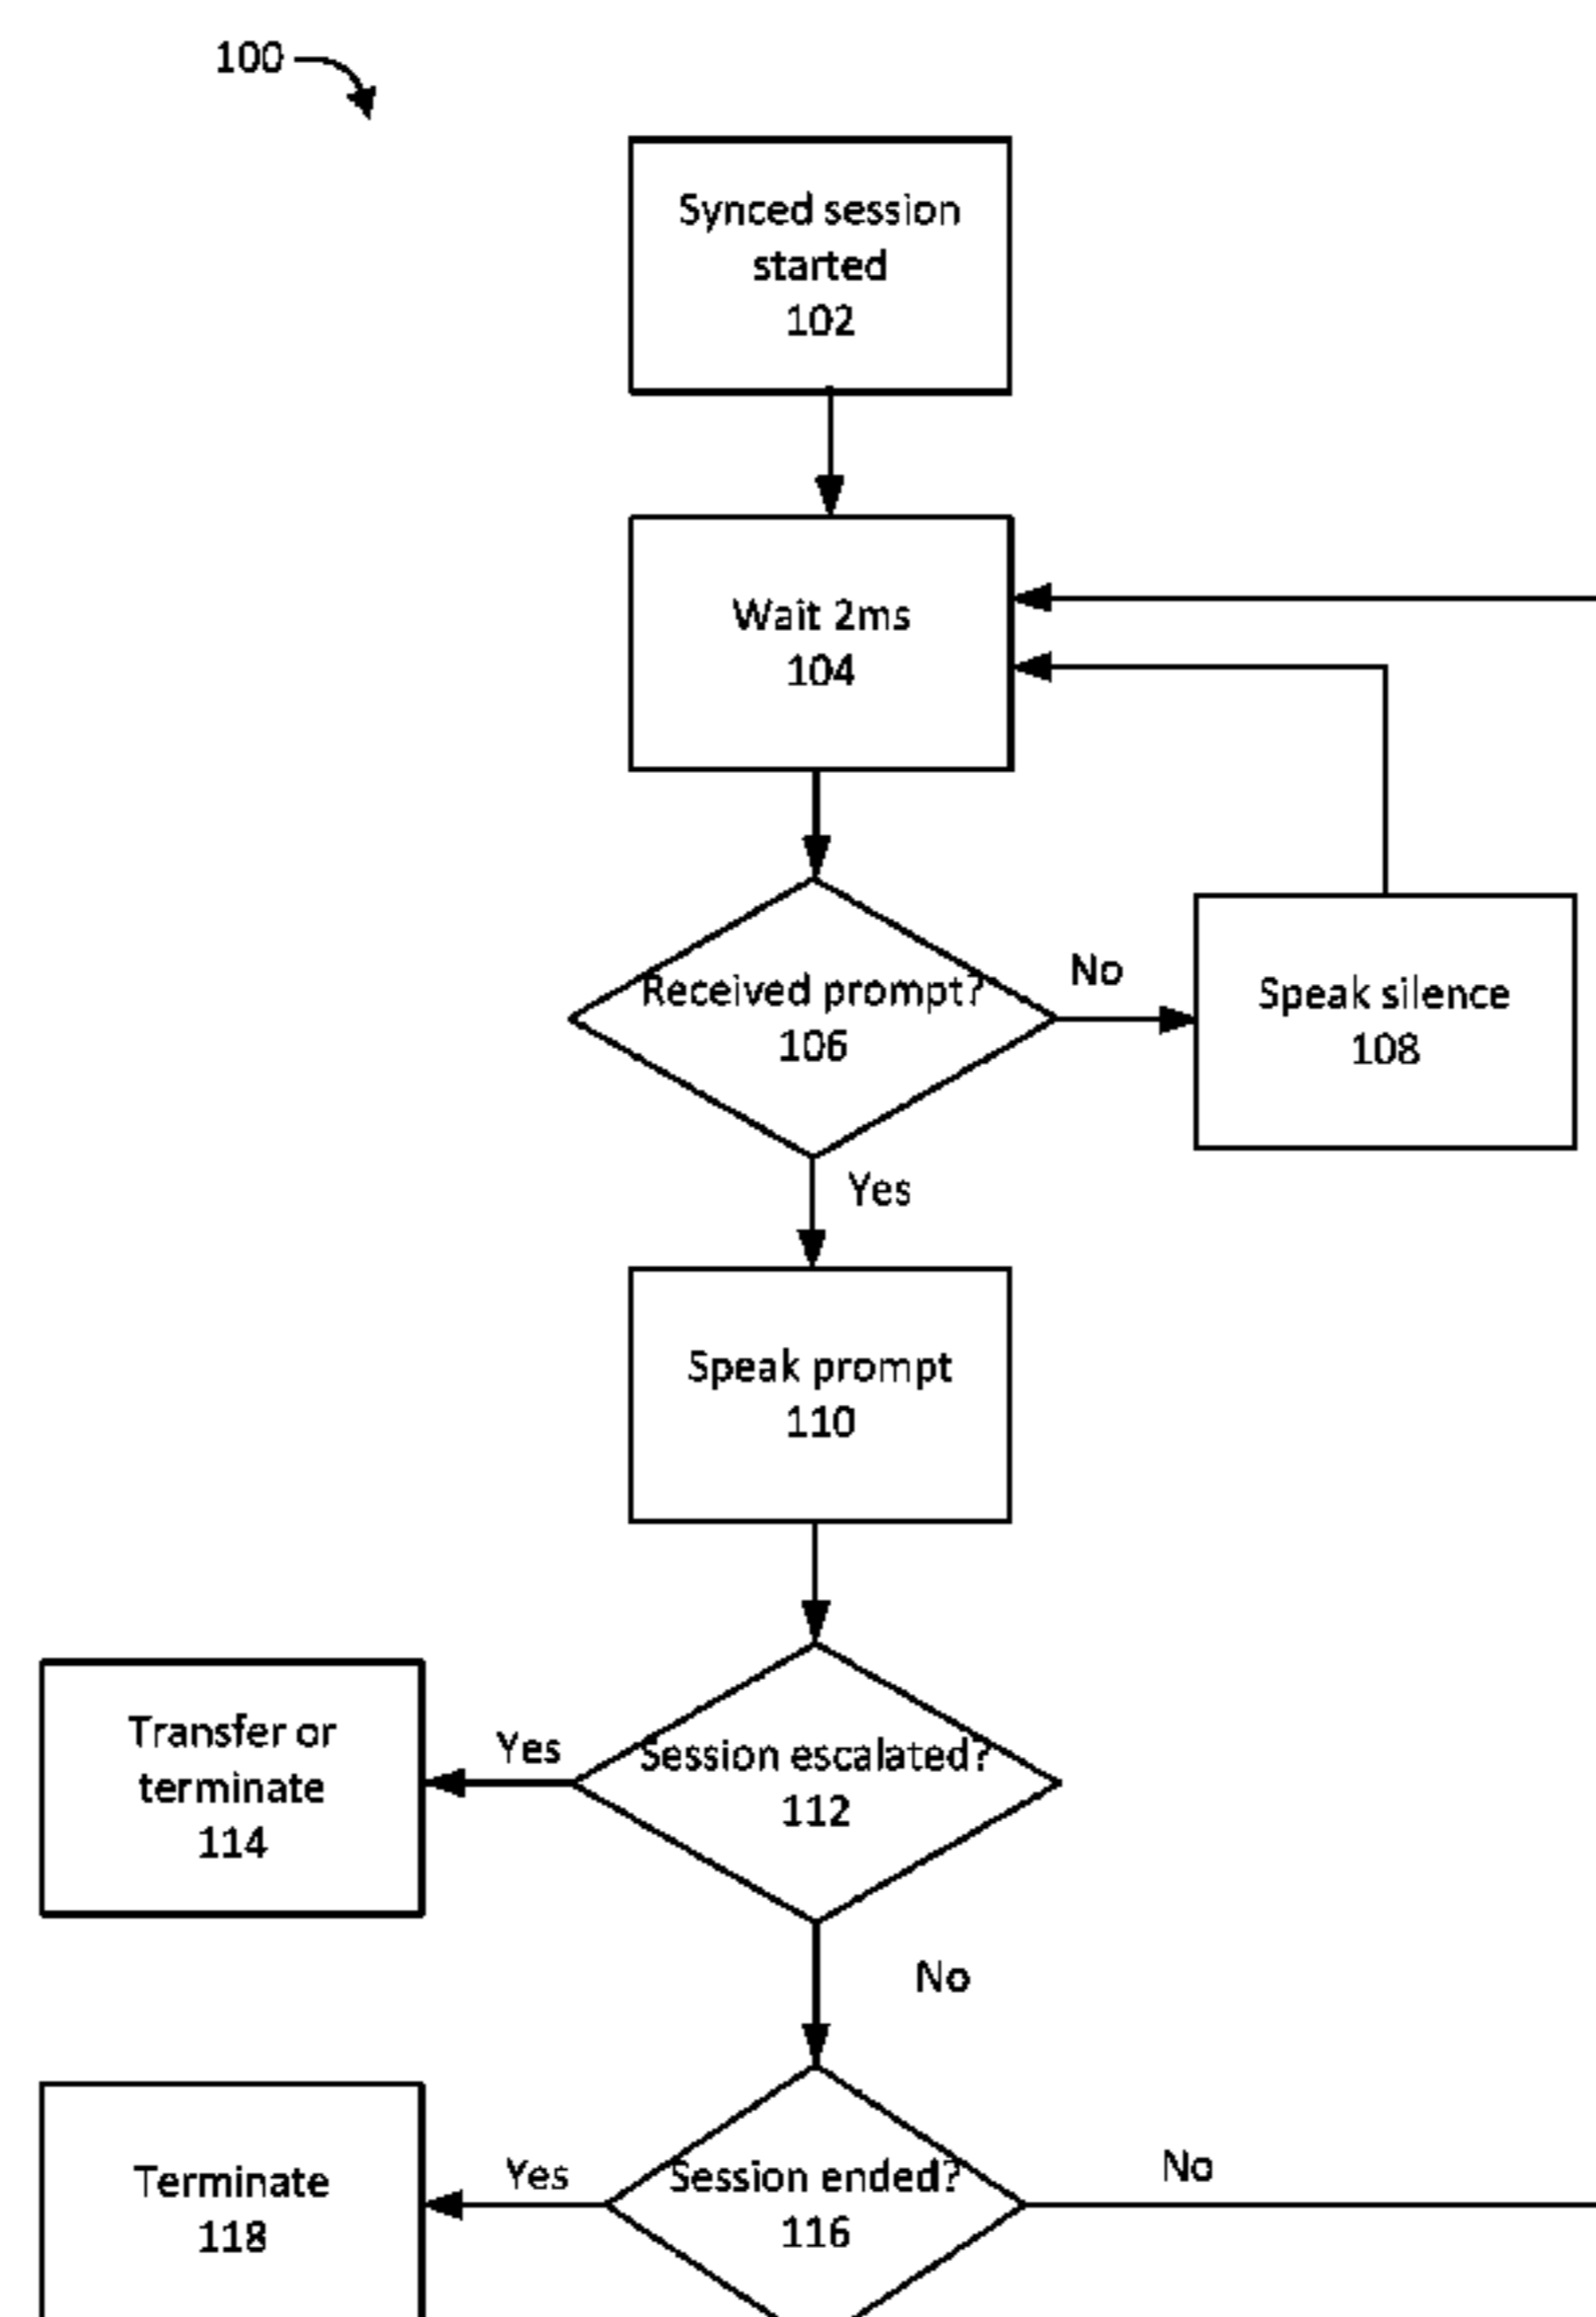 100
Synced session
started
102
Wait 2ms
104
Received prompt?
106
No
Speak silence
108
Yes
Speak prompt
110
Transfer or
terminate
114
Yes
Session escalated?
112
No
Terminate
118
Yes
Session ended?
116
No